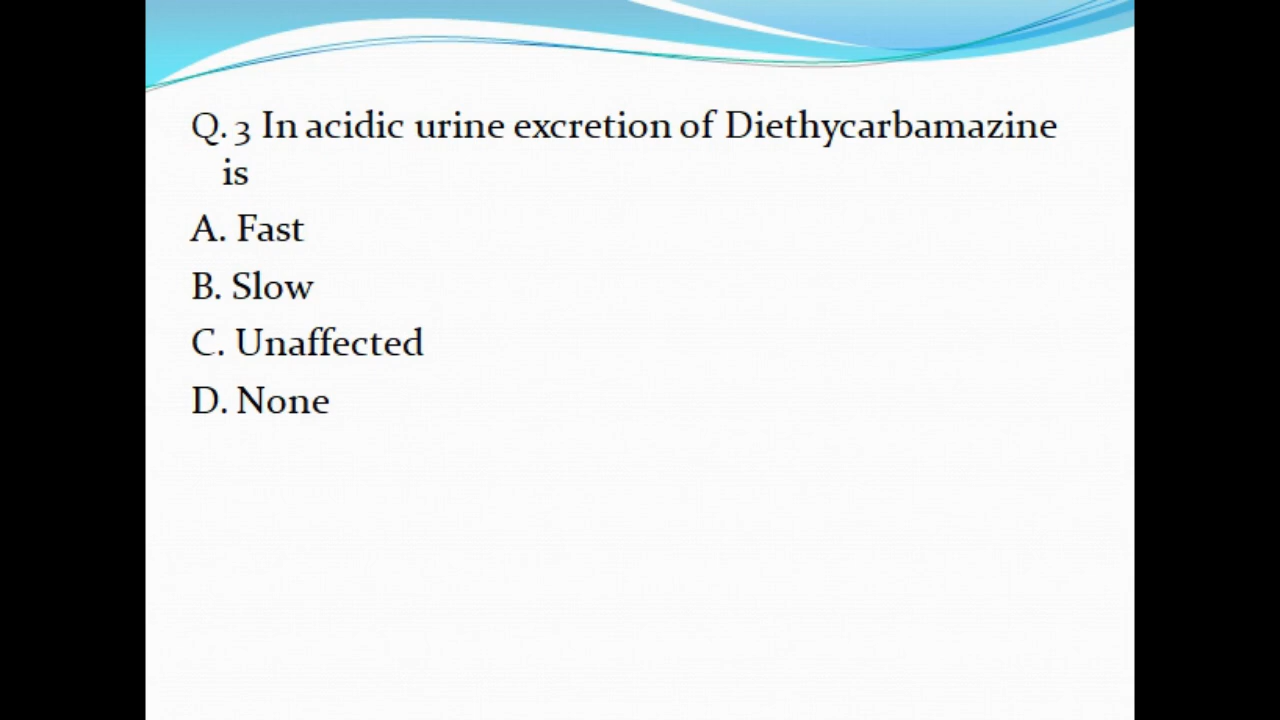 Q. 3 In acidic urine excretion of Diethycarbamazine
is
A. Fast
B. Slow
C. Unaffected
D. None